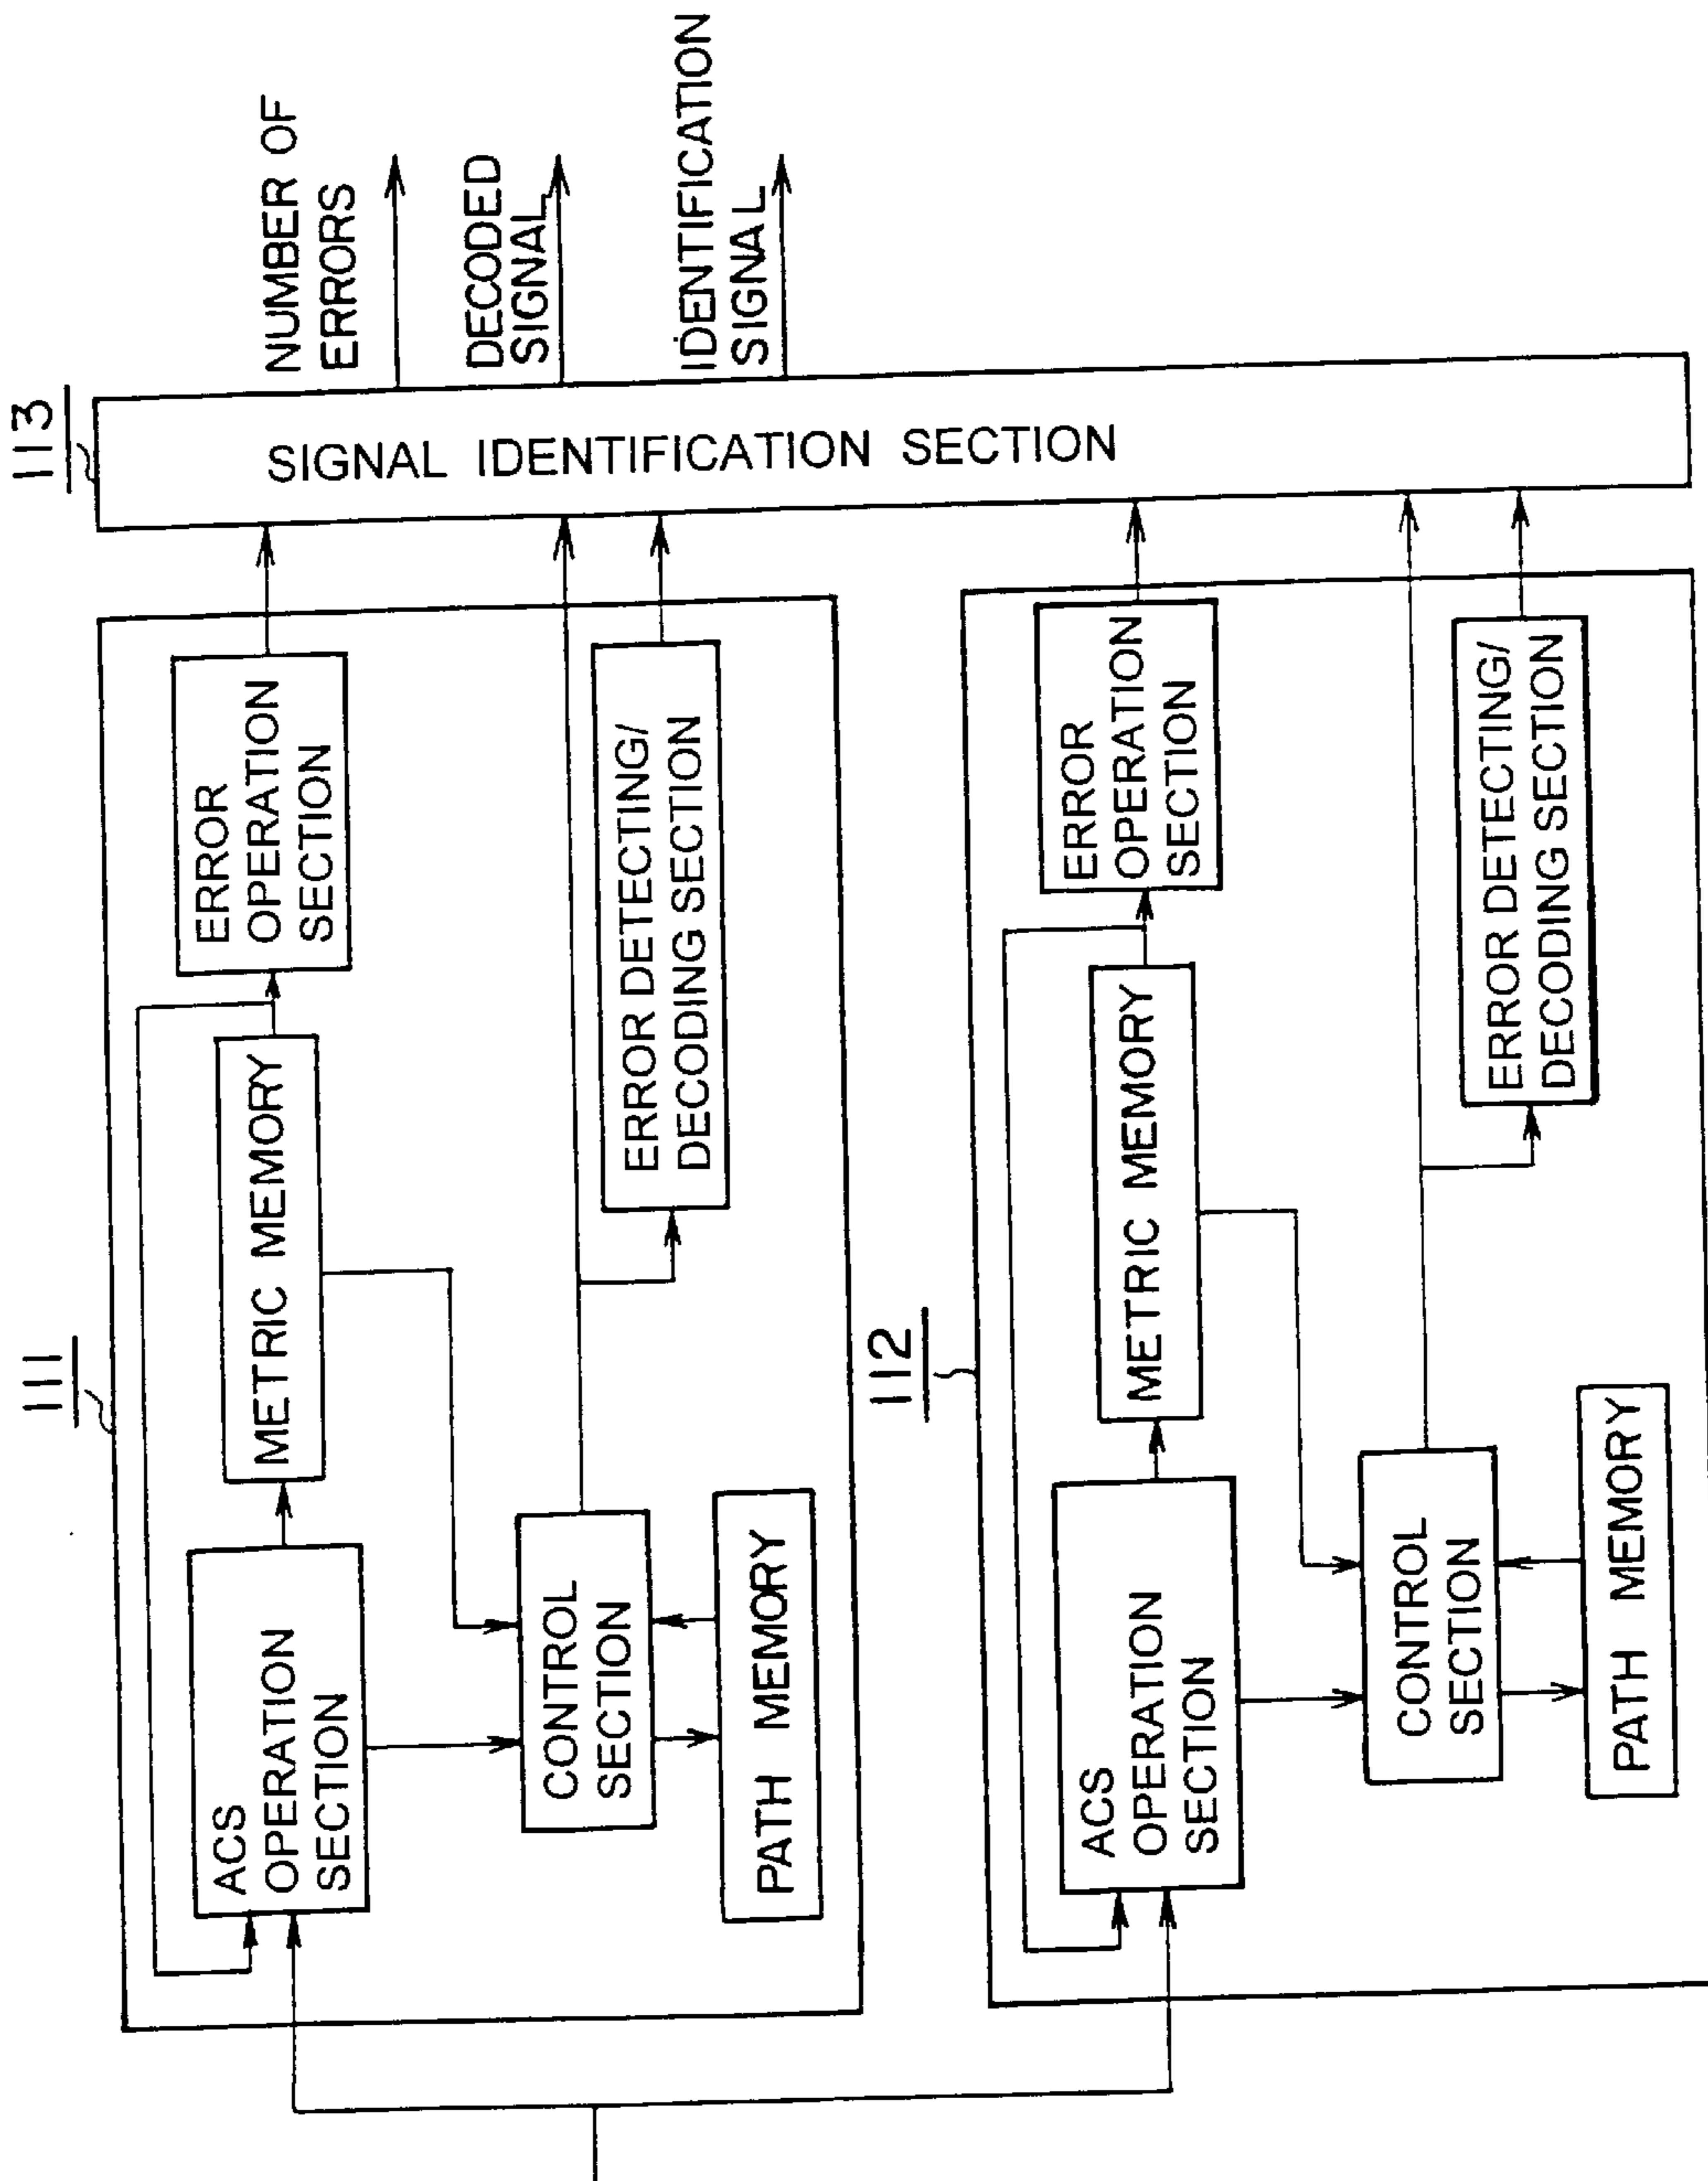 111
ACS
OPERATION
SECTION
METRIC MEMORY
ERROR
OPERATION
SECTION
CONTROL
SECTION
PATH MEMORY
ERROR DETECTING/
DECODING SECTION
112
ACS
OPERATION
SECTION
METRIC MEMORY
ERROR
OPERATION
SECTION
CONTROL
SECTION
PATH MEMORY
ERROR DETECTING/
DECODING SECTION
113
SIGNAL IDENTIFICATION SECTION
NUMBER OF
ERRORS
DECODED
SIGNAL
IDENTIFICATION
SIGNAL